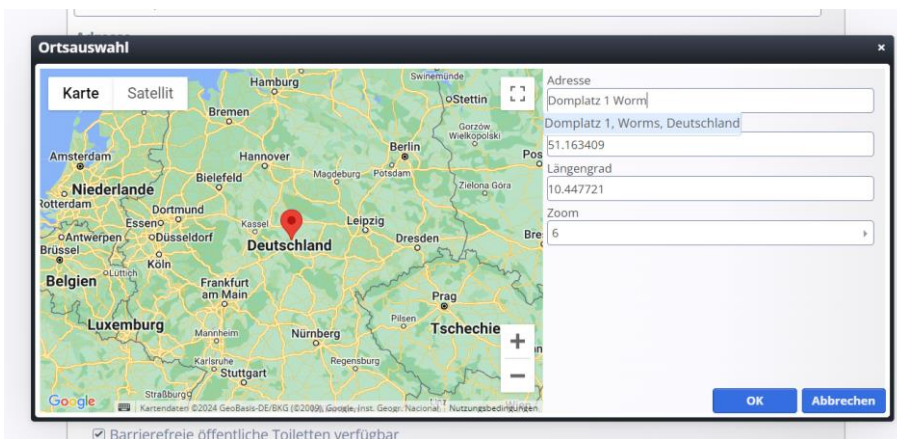 Adresse
Ortsauswahl
×
Karte
Satellit
Adresse
Domplatz 1 Worm
Domplatz 1, Worms, Deutschland
51.163409
Längengrad
10.447721
Zoom
6
Swinemünde
Hamburg
Stettin
Bremen
Gorzów
Wielkopolski
Amsterdam
Berlin
Hannover
Pos
Bielefeld
Magdeburg
Potsdam
Niederlande
Zielona Góra
Rotterdam
Dortmund
Essen
Kassel
Leipzig
Antwerpen
Düsseldorf
Deutschland
Dresden
Bre
Brüssel
Köln
Lüttich
Belgien
Frankfurt
am Main
Prag
Luxemburg
Pilsen
Tschechie
Mannheim
Nürnberg
+
Karlsruhe
Regensburg
Stuttgart
−
Straßburg
Wien
Google
Kartendaten ©2024 GeoBasis-DE/BKG (©2009), Google, Inst. Geogr. Nacional
Nutzungsbedingungen
OK
Abbrechen
Barrierefreie öffentliche Toiletten verfügbar